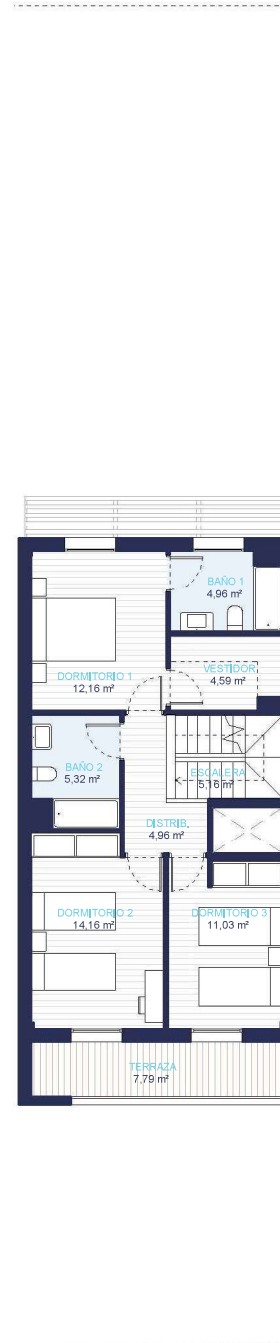 BAÑO 1
4,96 m²
VESTIDOR
4,59 m²
DORMITORIO 1
12,16 m²
BAÑO 2
5,32 m²
ESCALERA
5,16 m²
DISTRIB.
4,96 m²
DORMITORIO 2
14,16 m²
DORMITORIO 3
11,03 m²
TERRAZA
7,79 m²